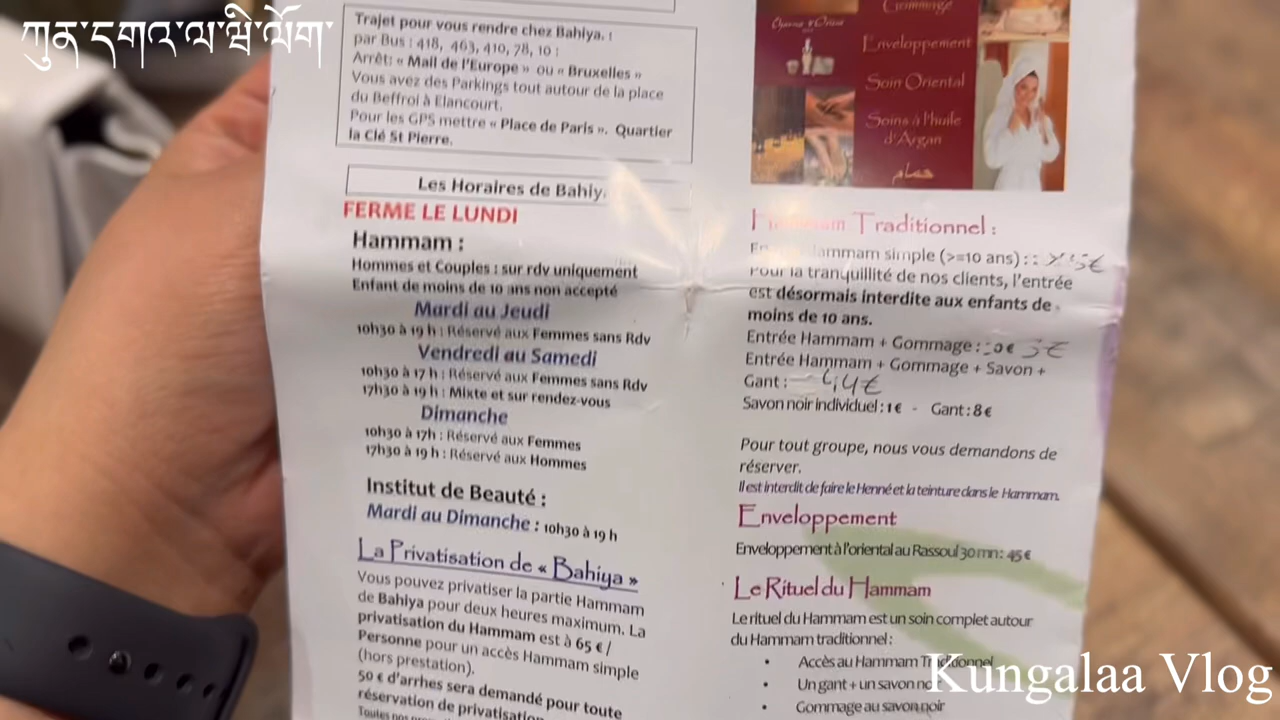 ཀུན་དགའ་ལ་ཝི་ལོག་
Trajet pour vous rendre chez Bahiya. :
par Bus : 418, 463, 410, 78, 10 :
Arrêt: « Mail de l'Europe » ou « Bruxelles »
Vous avez des Parkings tout autour de la place
du Beffroi à Elancourt.
Pour les GPS mettre « Place de Paris ». Quartier
la Clé St Pierre.
Les Horaires de Bahiy.
FERME LE LUNDI
Hammam :
Hommes et Couples : sur rdv uniquement
Enfant de moins de 10 ans non accepté
Mardi au Jeudi
10h30 à 19 h : Réservé aux Femmes sans Rdv
Vendredi au Samedi
10h30 à 17 h : Réservé aux Femmes sans Rdv
17h30 à 19 h : Mixte et sur rendez-vous
Dimanche
10h30 à 17h : Réservé aux Femmes
17h30 à 19 h : Réservé aux Hommes
Institut de Beauté :
Mardi au Dimanche : 10h30 à 19 h
La Privatisation de « Bahiya »
Vous pouvez privatiser la partie Hammam
de Bahiya pour deux heures maximum. La
privatisation du Hammam est à 65 € /
Personne pour un accès Hammam simple
(hors prestation).
50 € d'arrhes sera demandé pour toute
réservation de privatisation
Gommage
Charme d'Orient
Enveloppement
Soin Oriental
Soins à l'huile
d'Argan
حمام
Traditionnel :
simple (>=10 ans) : :
Pour la tranquillité de nos clients, l'entrée
est désormais interdite aux enfants de
moins de 10 ans.
Entrée Hammam + Gommage :
Entrée Hammam + Gommage + Savon +
Gant : 44€
Savon noir individuel : 1€ - Gant : 8 €
Pour tout groupe, nous vous demandons de
réserver.
Il est interdit de faire le Henné et la teinture dans le Hammam.
Enveloppement
Enveloppement à l'oriental au Rassoul 30 mn : 45 €
Le Rituel du Hammam
Le rituel du Hammam est un soin complet autour
du Hammam traditionnel :
• Accès au Hammam Traditionnel
• Un gant + un savon
• Gommage au savon noir
Kungalaa Vlog